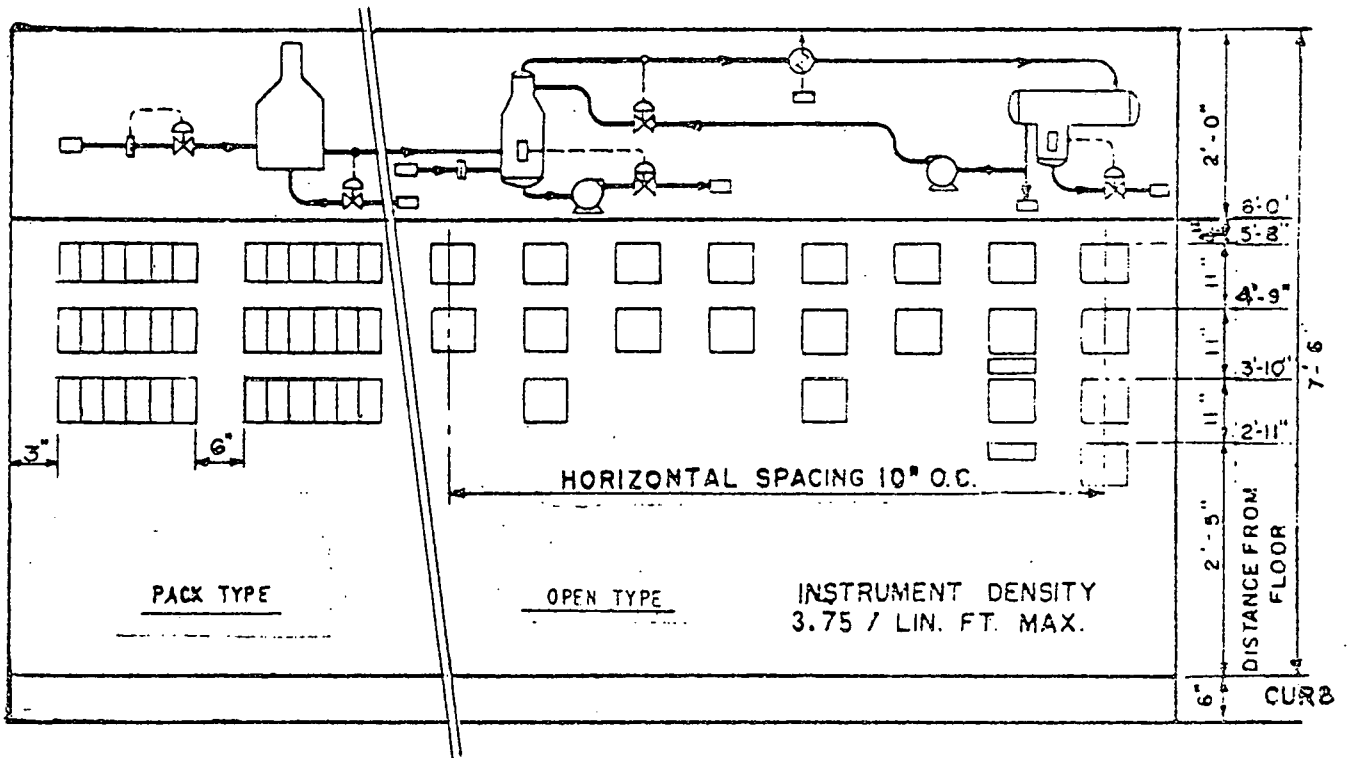 2'-0"
6'-0'
4"
5'-8"
11"
4'-9"
11"
3'-10'
11"
2'-11"
3"
6"
HORIZONTAL SPACING 10" O.C.
7'-6
2'-5"
DISTANCE FROM
FLOOR
PACK TYPE
OPEN TYPE
INSTRUMENT DENSITY
3.75 / LIN. FT. MAX.
6"
CURB